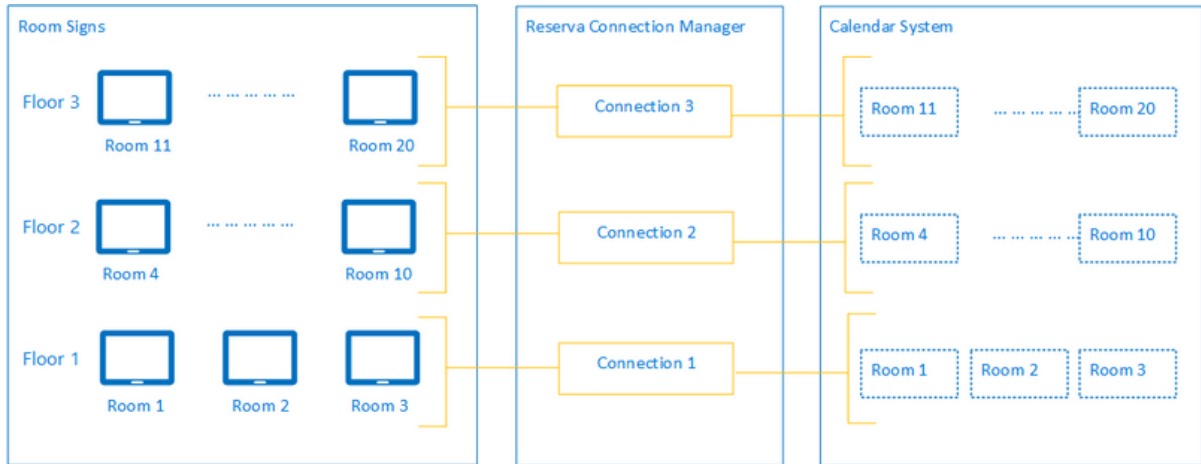 Room Signs
Reserva Connection Manager
Calendar System
Floor 3
... ... ... ... ...
Room 11
Room 20
Connection 3
Room 11
... ... ... ... ...
Room 20
Floor 2
... ... ... ... ...
Room 4
Room 10
Connection 2
Room 4
... ... ... ... ...
Room 10
Floor 1
Room 1
Room 2
Room 3
Connection 1
Room 1
Room 2
Room 3